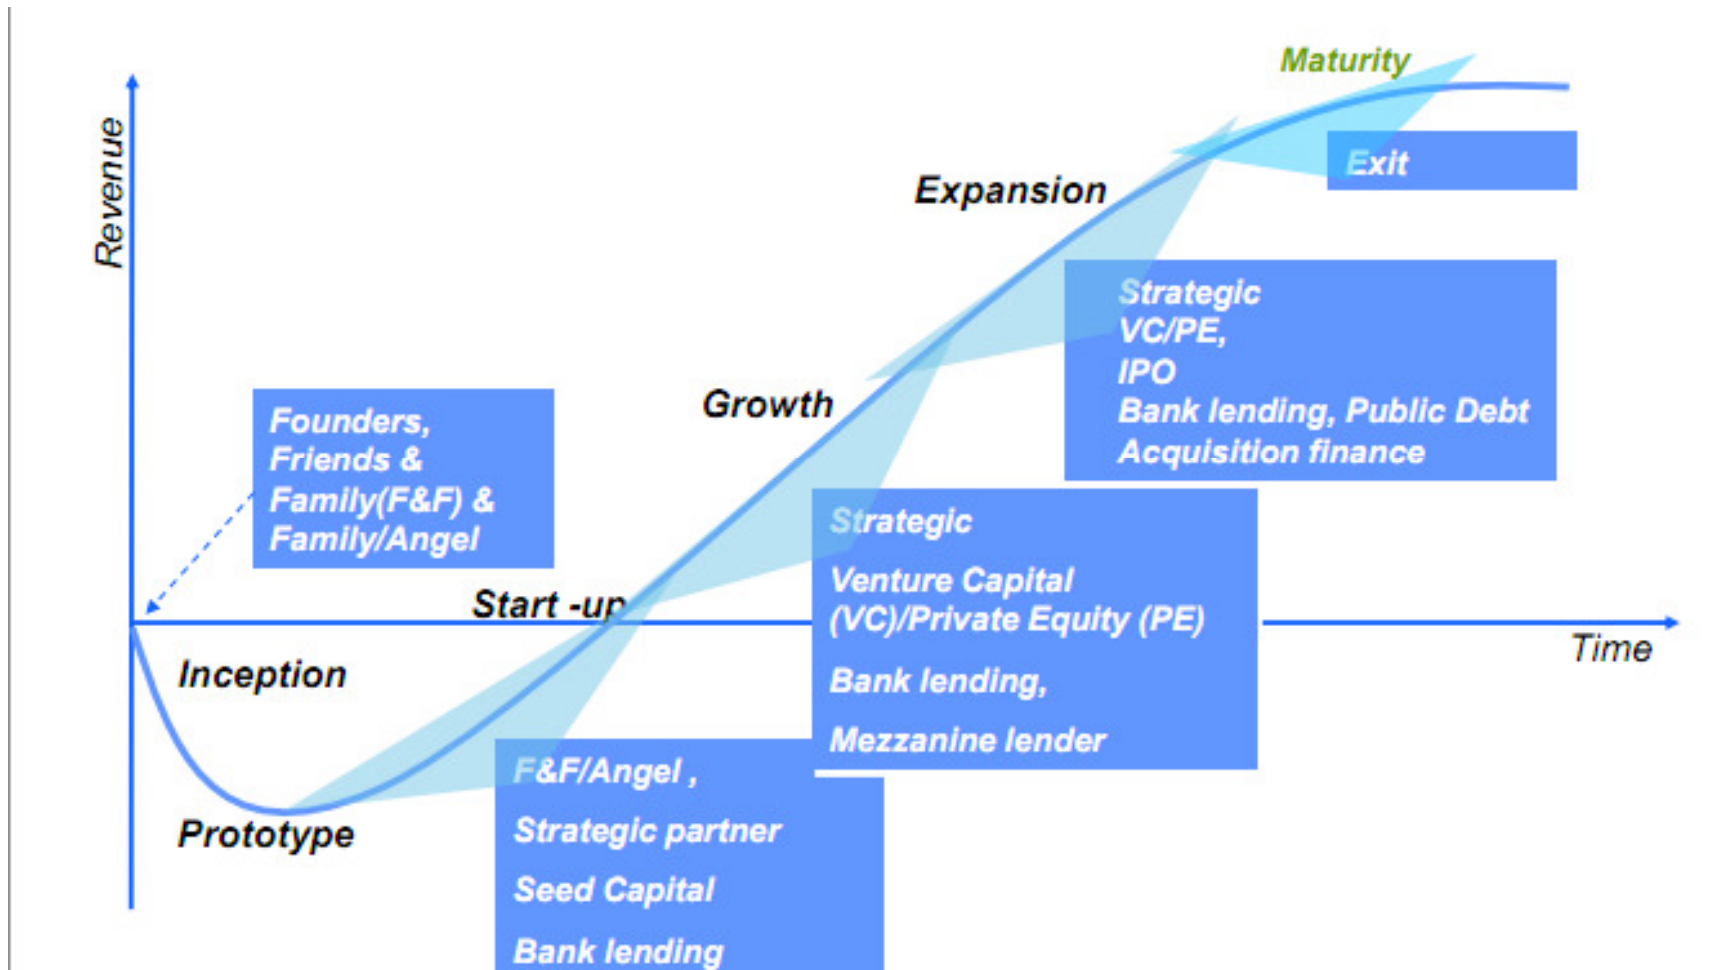 Maturity
Revenue
Exit
Expansion
Strategic
VC/PE,
IPO
Bank lending, Public Debt
Acquisition finance
Growth
Founders,
Friends &
Family(F&F) &
Family/Angel
Strategic
Venture Capital
(VC)/Private Equity (PE)
Bank lending,
Mezzanine lender
Start -up
Time
Inception
Prototype
F&F/Angel ,
Strategic partner
Seed Capital
Bank lending